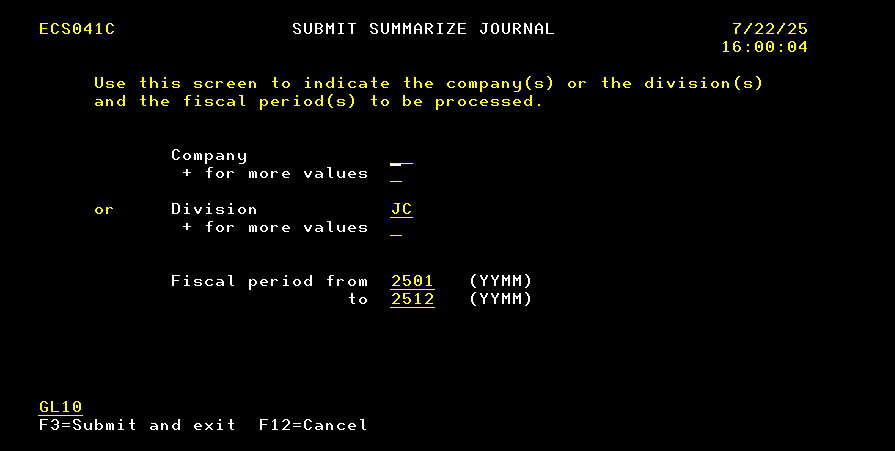 ECS041C SUBMIT SUMMARIZE JOURNAL 7/22/25
16:00:04
Use this screen to indicate the company(s) or the division(s)
and the fiscal period(s) to be processed.
Company __
+ for more values _
or Division JC
+ for more values _
Fiscal period from 2501 (YYMM)
to 2512 (YYMM)
GL10
F3=Submit and exit F12=Cancel